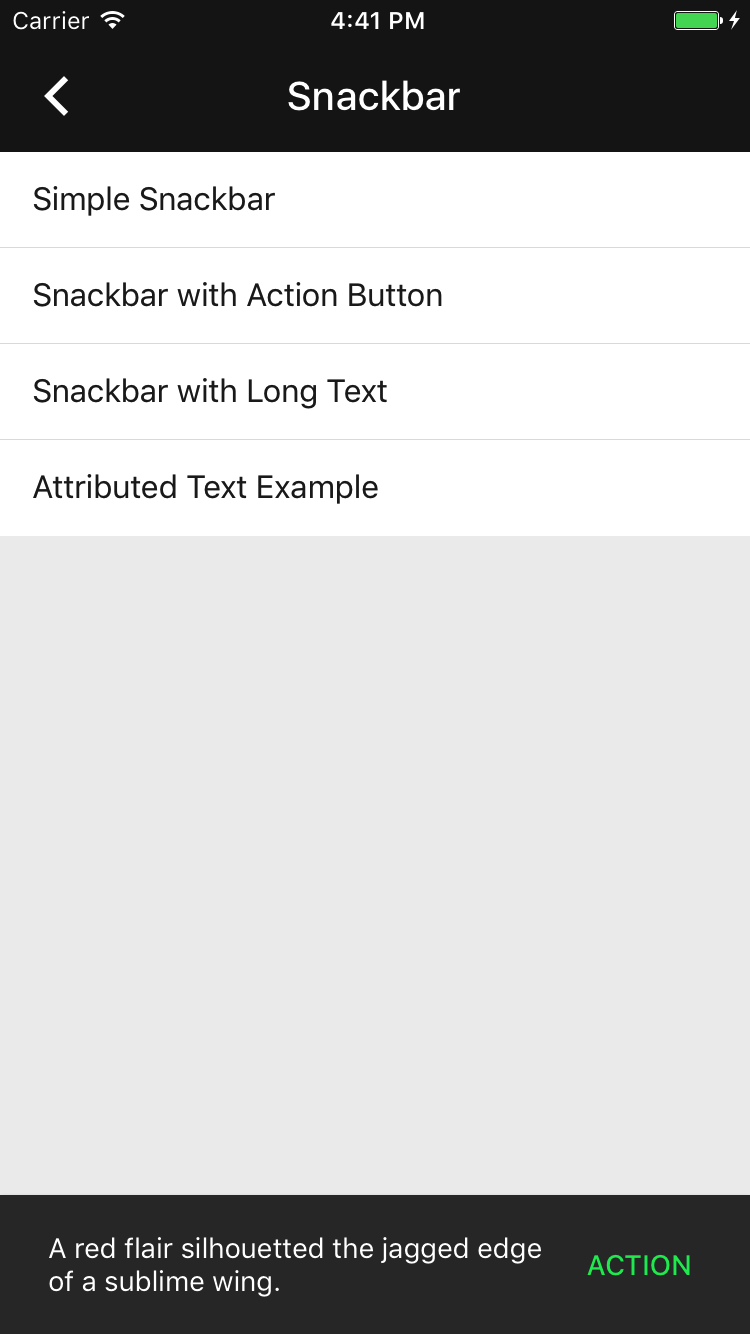 Carrier 4:41 PM
Snackbar
Simple Snackbar
Snackbar with Action Button
Snackbar with Long Text
Attributed Text Example
A red flair silhouetted the jagged edge
of a sublime wing.
ACTION